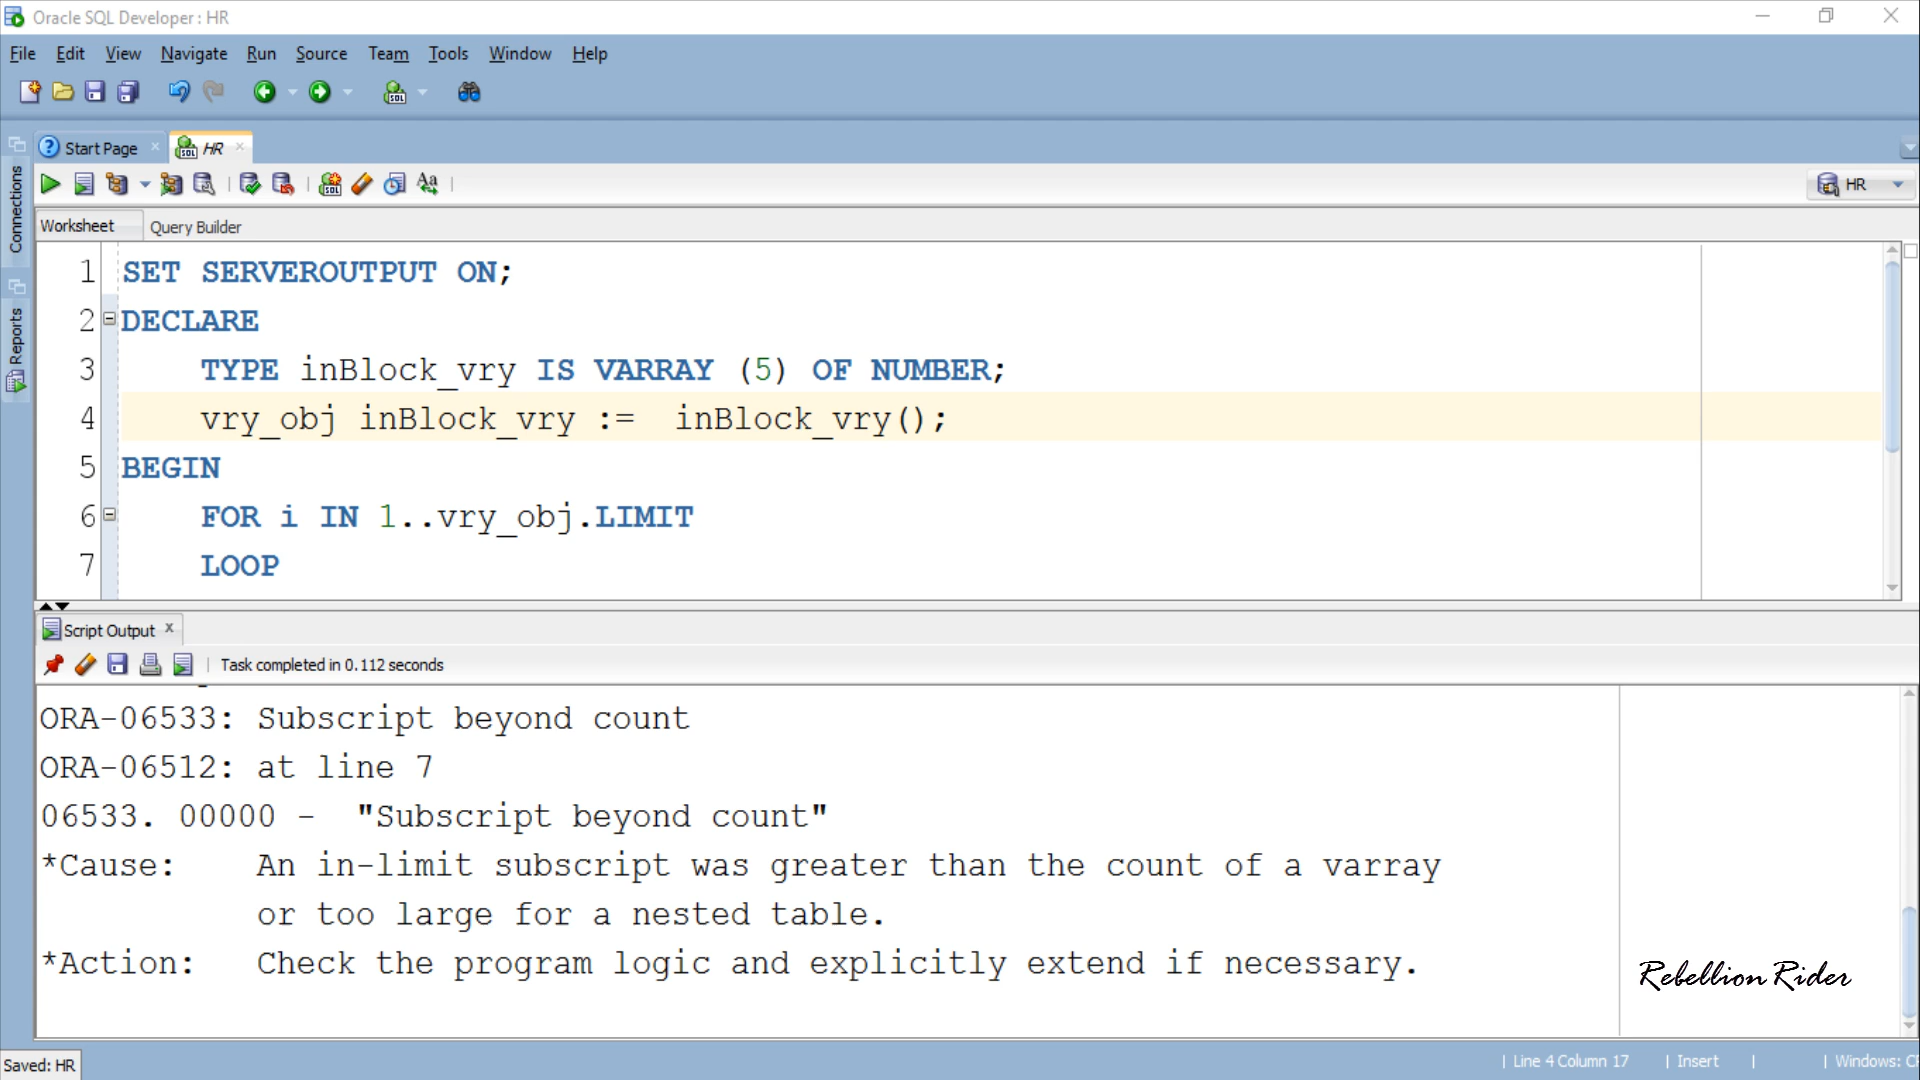 Oracle SQL Developer : HR
File Edit View Navigate Run Source Team Tools Window Help
Start Page HR
Connections
Reports
HR
Worksheet Query Builder
1 SET SERVEROUTPUT ON;
2 DECLARE
3 TYPE inBlock_vry IS VARRAY (5) OF NUMBER;
4 vry_obj inBlock_vry := inBlock_vry();
5 BEGIN
6 FOR i IN 1..vry_obj.LIMIT
7 LOOP
Script Output
Task completed in 0.112 seconds
ORA-06533: Subscript beyond count
ORA-06512: at line 7
06533. 00000 - "Subscript beyond count"
*Cause: An in-limit subscript was greater than the count of a varray
or too large for a nested table.
*Action: Check the program logic and explicitly extend if necessary.
Rebellion Rider
Saved: HR
Line 4 Column 17 Insert Windows: